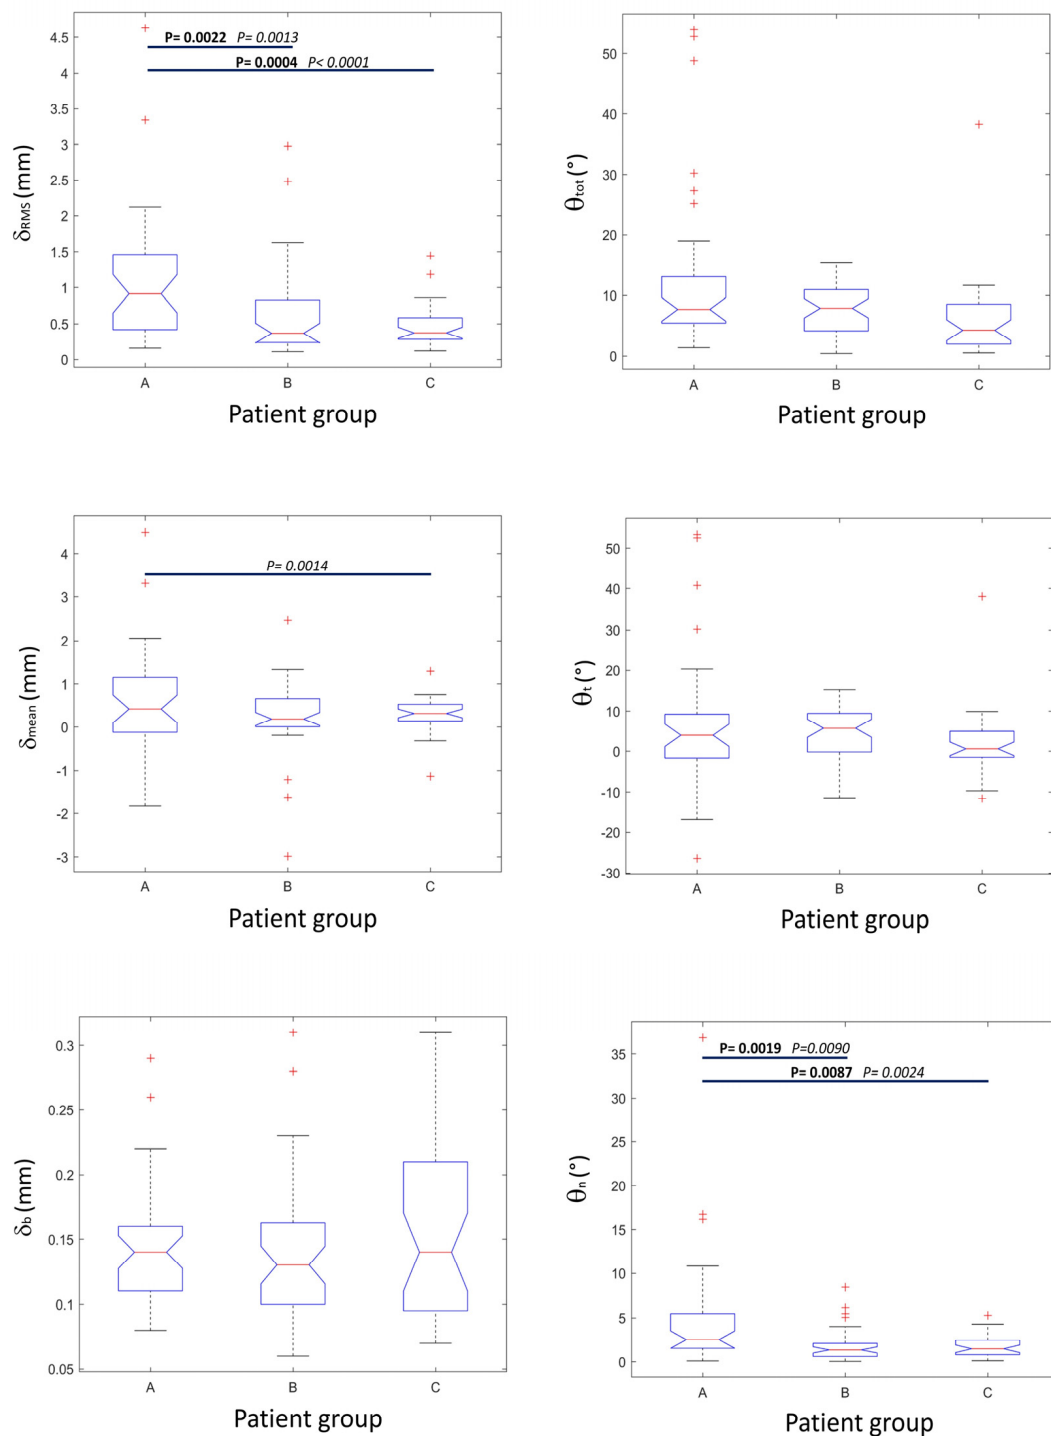 P= 0.0022 P= 0.0013
P= 0.0004 P< 0.0001
4.5
4
3.5
3
2.5
2
1.5
1
0.5
0
δRMS (mm)
A B C
Patient group
50
40
30
20
10
0
θtot (°)
A B C
Patient group
P= 0.0014
4
3
2
1
0
-1
-2
-3
δmean (mm)
A B C
Patient group
50
40
30
20
10
0
-10
-20
-30
θt (°)
A B C
Patient group
0.3
0.25
0.2
0.15
0.1
0.05
δb (mm)
A B C
Patient group
P= 0.0019 P=0.0090
P= 0.0087 P= 0.0024
35
30
25
20
15
10
5
0
θn (°)
A B C
Patient group